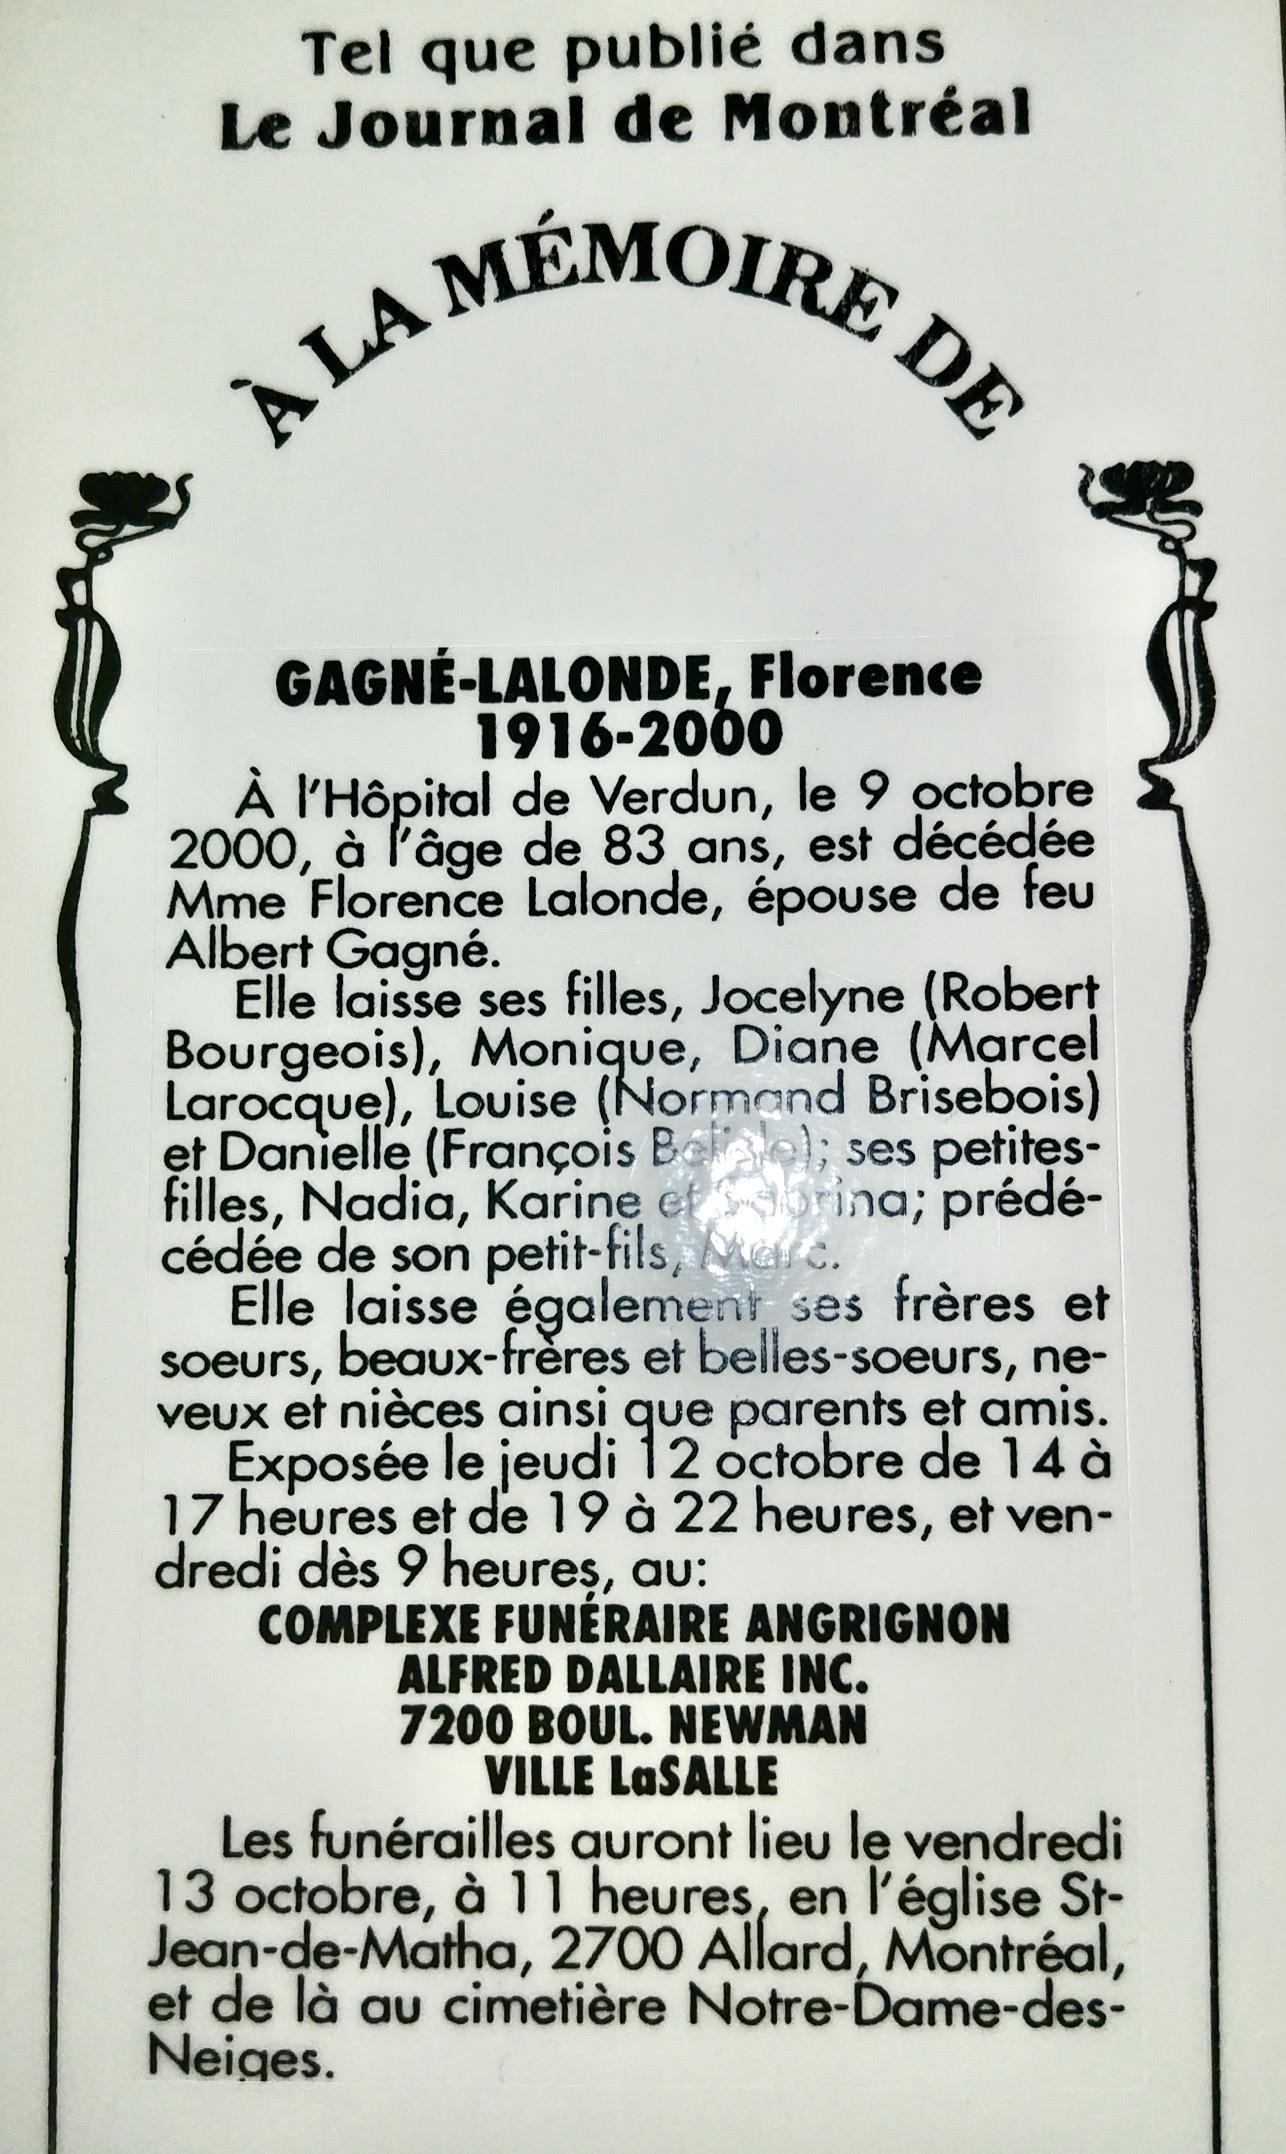 Tel que publié dans
Le Journal de Montréal
À LA MÉMOIRE DE
GAGNÉ-LALONDE, Florence
1916-2000
À l'Hôpital de Verdun, le 9 octobre
2000, à l'âge de 83 ans, est décédée
Mme Florence Lalonde, épouse de feu
Albert Gagné.
Elle laisse ses filles, Jocelyne (Robert
Bourgeois), Monique, Diane (Marcel
Larocque), Louise (Normand Brisebois)
et Danielle (François Belisle); ses petites-
filles, Nadia, Karine et Sabrina; prédé-
cédée de son petit-fils, Marc.
Elle laisse également ses frères et
soeurs, beaux-frères et belles-soeurs, ne-
veux et nièces ainsi que parents et amis.
Exposée le jeudi 12 octobre de 14 à
17 heures et de 19 à 22 heures, et ven-
dredi dès 9 heures, au:
COMPLEXE FUNÉRAIRE ANGRIGNON
ALFRED DALLAIRE INC.
7200 BOUL. NEWMAN
VILLE LaSALLE
Les funérailles auront lieu le vendredi
13 octobre, à 11 heures, en l'église St-
Jean-de-Matha, 2700 Allard, Montréal,
et de là au cimetière Notre-Dame-des-
Neiges.